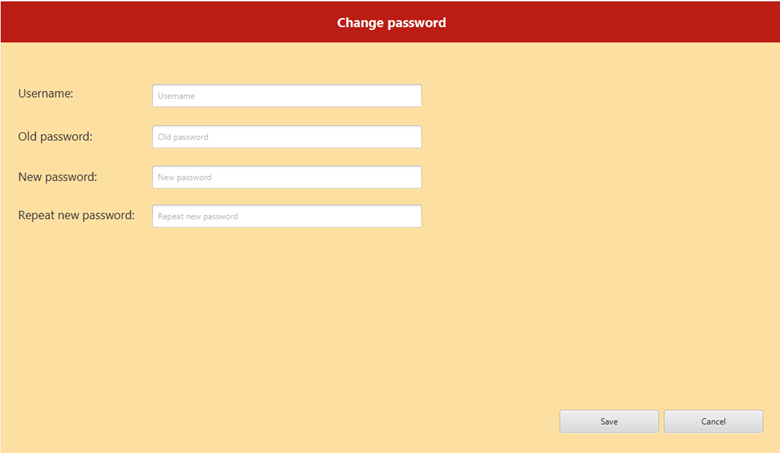 Change password
Username:
Username
Old password:
Old password
New password:
New password
Repeat new password:
Repeat new password
Save
Cancel